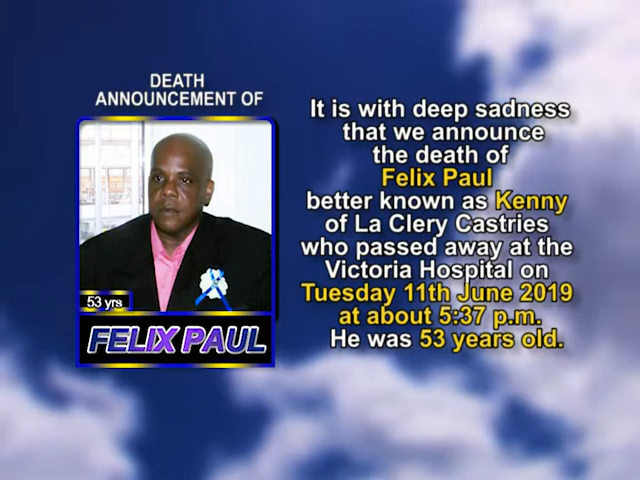 DEATH
ANNOUNCEMENT OF
53 yrs
FELIX PAUL
It is with deep sadness
that we announce
the death of
Felix Paul
better known as Kenny
of La Clery Castries
who passed away at the
Victoria Hospital on
Tuesday 11th June 2019
at about 5:37 p.m.
He was 53 years old.